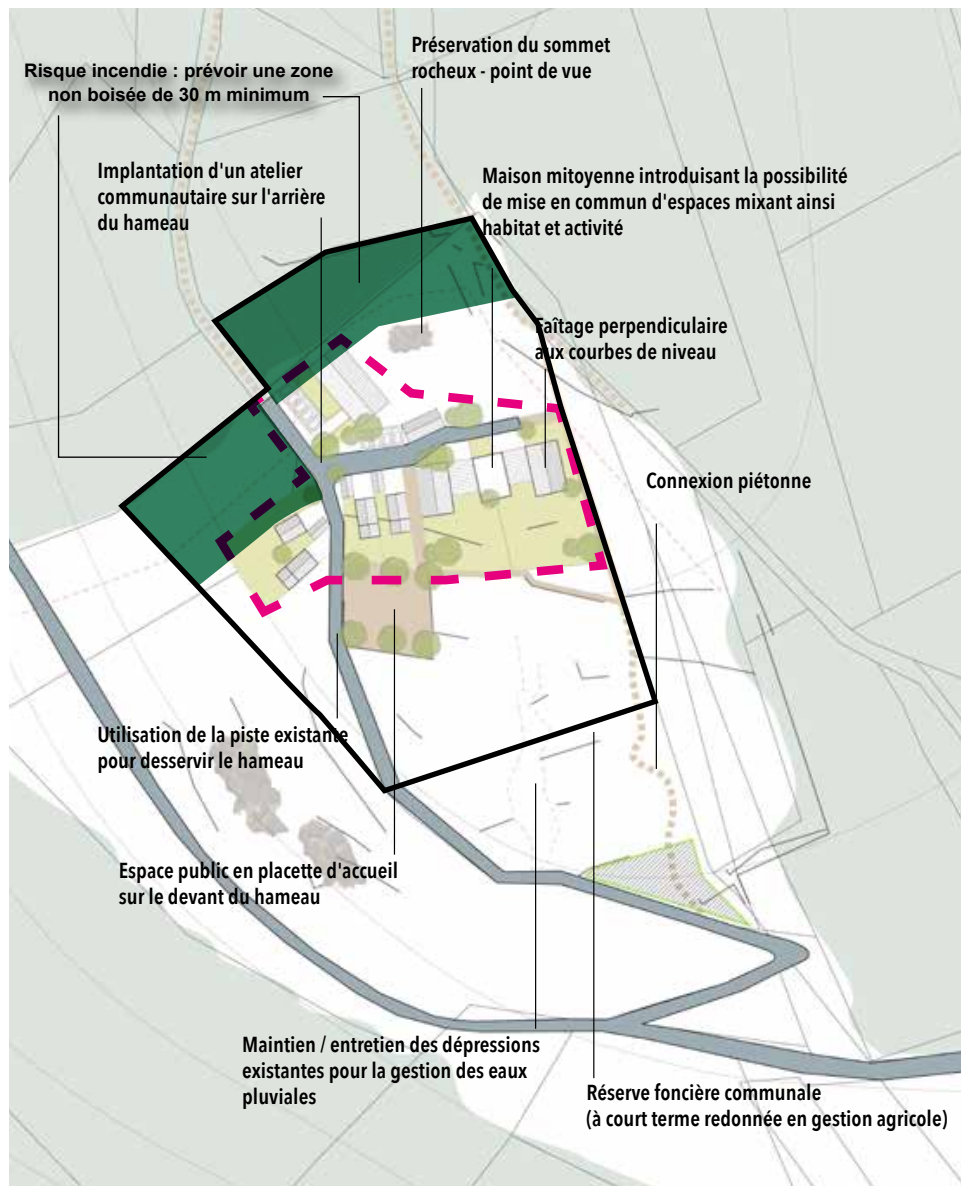 Préservation du sommet
rocheux - point de vue
Risque incendie : prévoir une zone
non boisée de 30 m minimum
Implantation d'un atelier
communautaire sur l'arrière
du hameau
Maison mitoyenne introduisant la possibilité
de mise en commun d'espaces mixant ainsi
habitat et activité
Faîtage perpendiculaire
aux courbes de niveau
Connexion piétonne
Utilisation de la piste existante
pour desservir le hameau
Espace public en placette d'accueil
sur le devant du hameau
Maintien / entretien des dépressions
existantes pour la gestion des eaux
pluviales
Réserve foncière communale
(à court terme redonnée en gestion agricole)